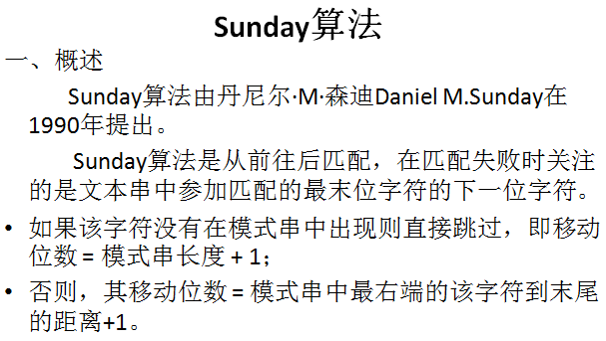 Sunday算法
一、概述
Sunday算法由丹尼尔·M·森迪Daniel M.Sunday在
1990年提出。
Sunday算法是从前往后匹配，在匹配失败时关注
的是文本串中参加匹配的最末位字符的下一位字符。
• 如果该字符没有在模式串中出现则直接跳过，即移动
位数 = 模式串长度 + 1；
• 否则，其移动位数 = 模式串中最右端的该字符到末尾
的距离+1。